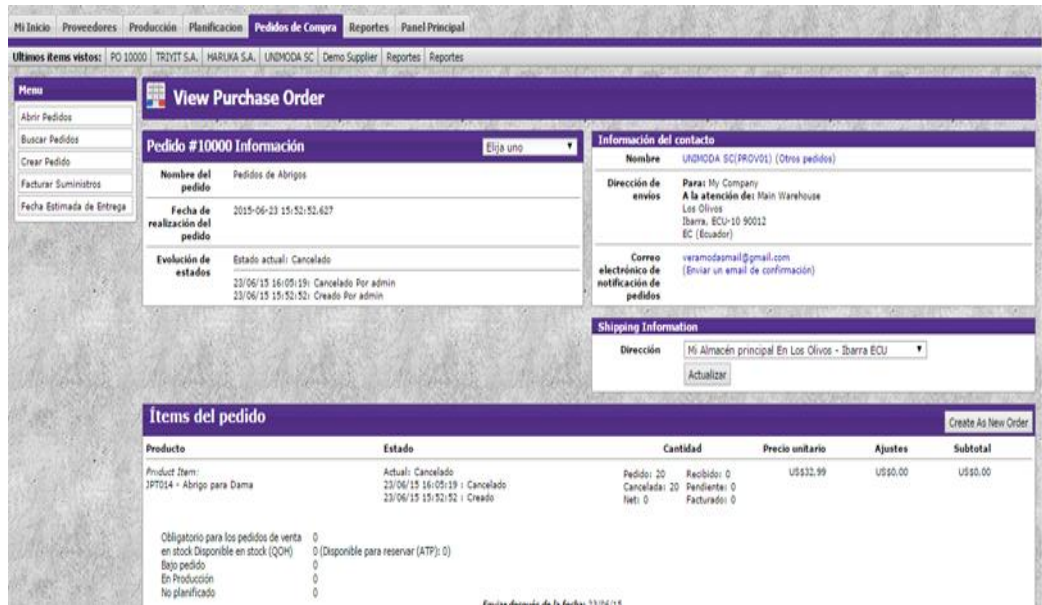 Mi Inicio Proveedores Producción Planificacion Pedidos de Compra Reportes Panel Principal
Ultimos items vistos: PO 10000 TRIYIT S.A. HARUKA S.A. UNIMODA SC Demo Supplier Reportes Reportes
Menu
Abrir Pedidos
Buscar Pedidos
Crear Pedido
Facturar Suministros
Fecha Estimada de Entrega
View Purchase Order
Pedido #10000 Información Elija uno
Nombre del pedido Pedidos de Abrigos
Fecha de realización del pedido 2015-06-23 15:52:52.627
Evolución de estados Estado actual: Cancelado
23/06/15 16:05:19: Cancelado Por admin
23/06/15 15:52:52: Creado Por admin
Información del contacto
Nombre UNIMODA SC(PROV01) (Otros pedidos)
Dirección de envíos Para: My Company
A la atención de: Main Warehouse
Los Olivos
Ibarra, ECU-10 90012
EC (Ecuador)
Correo electrónico de notificación de pedidos veramodasmail@gmail.com
(Enviar un email de confirmación)
Shipping Information
Dirección Mi Almacén principal En Los Olivos - Ibarra ECU
Actualizar
Ítems del pedido Create As New Order
Producto Estado Cantidad Precio unitario Ajustes Subtotal
Product Item: Actual: Cancelado Pedido: 20 Recibido: 0 US$32,99 US$0,00 US$0,00
JPT014 - Abrigo para Dama 23/06/15 16:05:19 : Cancelado Cancelada: 20 Pendiente: 0
23/06/15 15:52:52 : Creado Net: 0 Facturado: 0
Obligatorio para los pedidos de venta 0
en stock Disponible en stock (QOH) 0 (Disponible para reservar (ATP): 0)
Bajo pedido 0
En Producción 0
No planificado 0
Enviar después de la fecha: 23/06/15